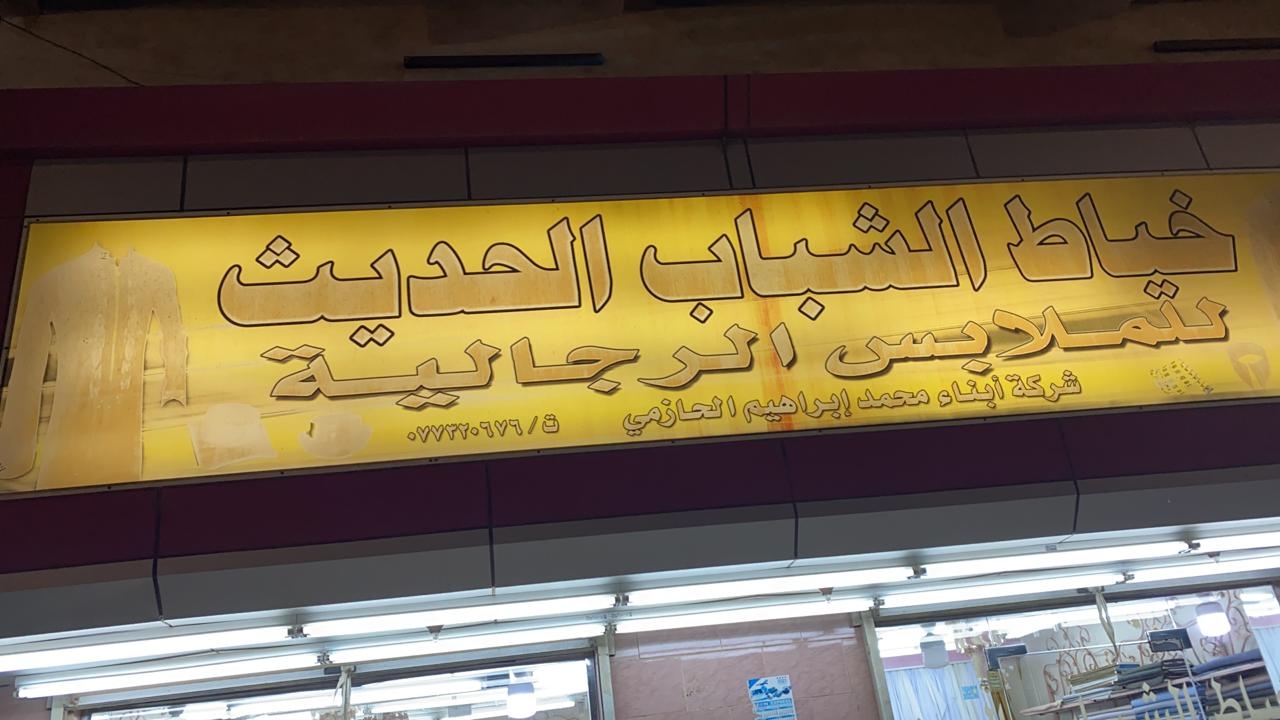 خياط الشباب الحديث
للملابس الرجالية
شركة أبناء محمد إبراهيم الحازمي
ت / ٠٧٧٣٢٠٦٧٦